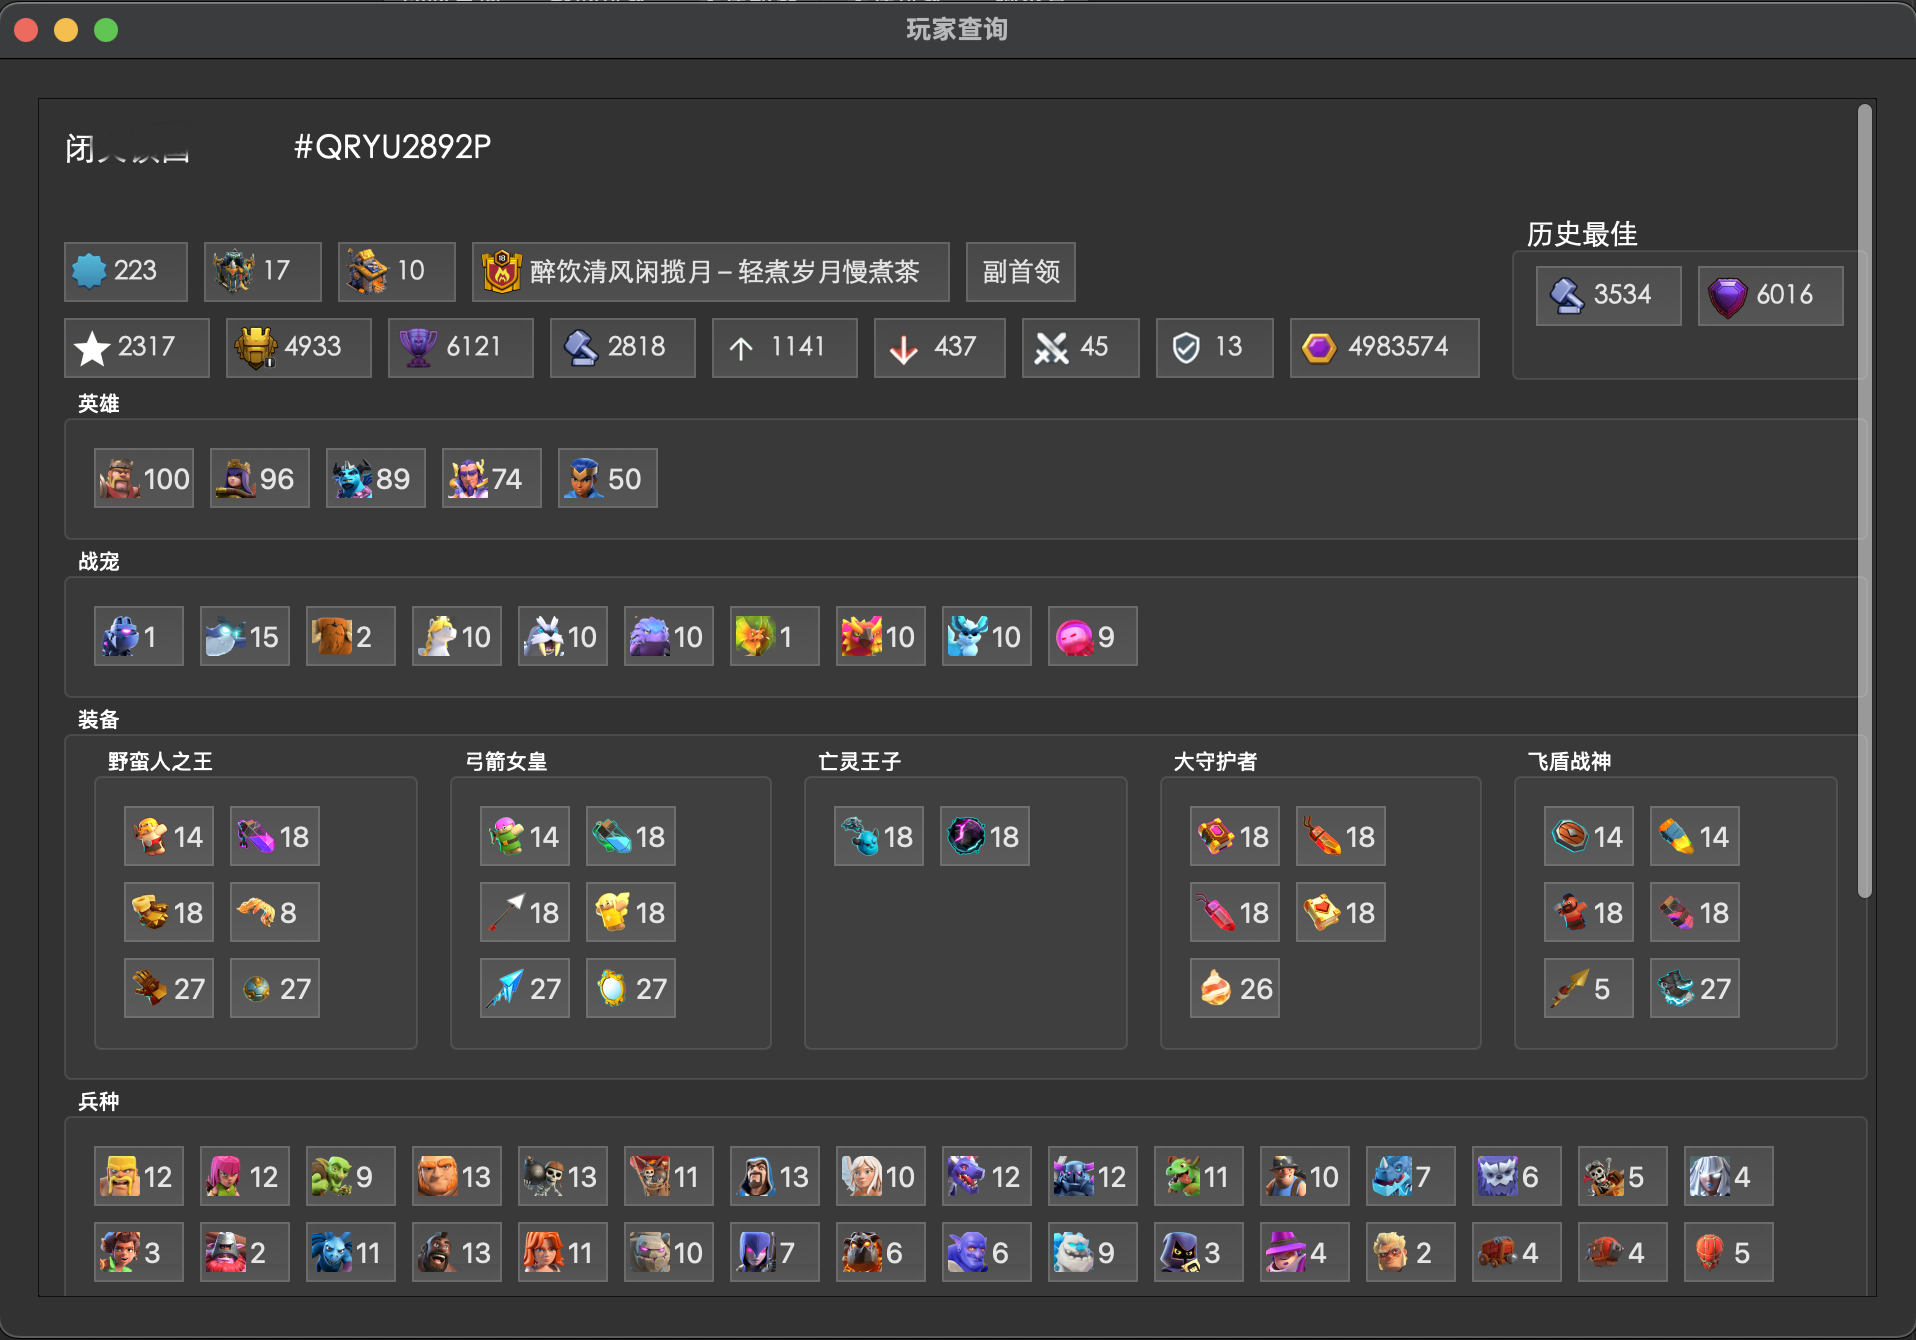 玩家查询
闭 #QRYU2892P
历史最佳
223 17 10 醉饮清风闲揽月–轻煮岁月慢煮茶 副首领
3534 6016
2317 4933 6121 2818 1141 437 45 13 4983574
英雄
100 96 89 74 50
战宠
1 15 2 10 10 10 1 10 10 9
装备
野蛮人之王 弓箭女皇 亡灵王子 大守护者 飞盾战神
14 18 14 18 18 18 18 18 14 14
18 8 18 18 18 18 18 18
27 27 27 27 26 5 27
兵种
12 12 9 13 13 11 13 10 12 12 11 10 7 6 5 4
3 2 11 13 11 10 7 6 6 9 3 4 2 4 4 5